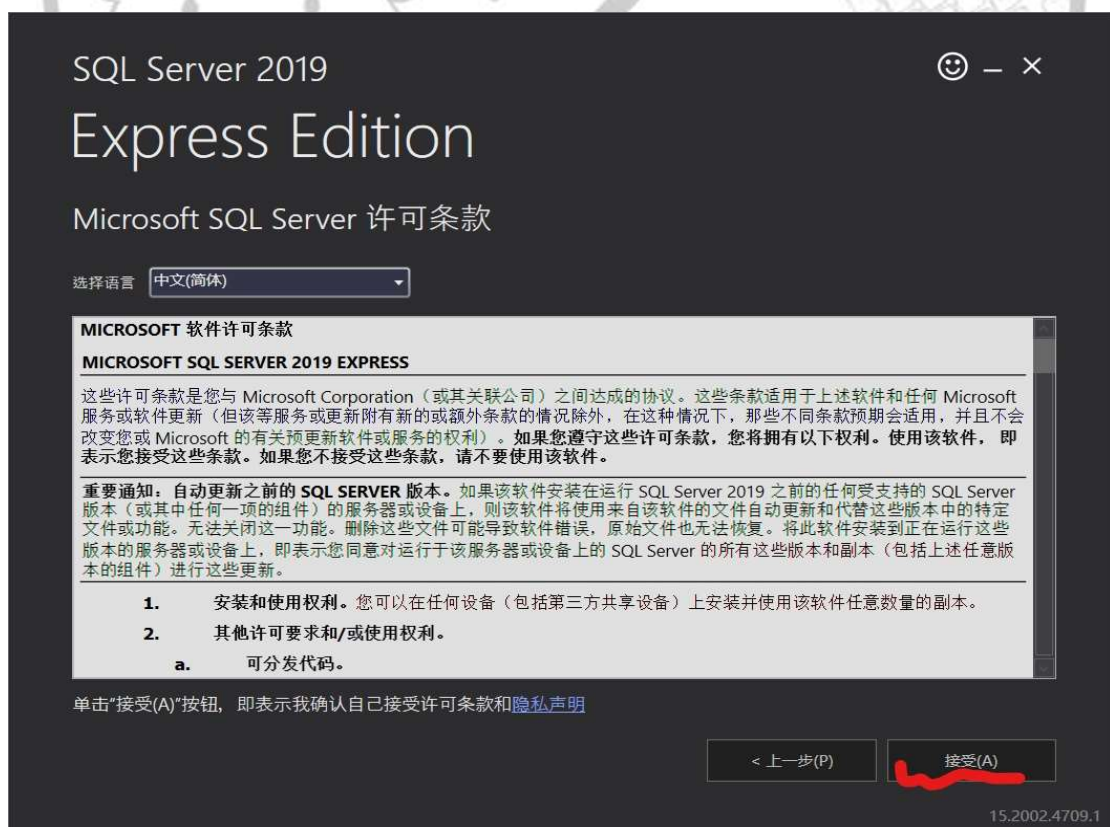 SQL Server 2019
Express Edition
Microsoft SQL Server 许可条款
选择语言 中文(简体)
MICROSOFT 软件许可条款
MICROSOFT SQL SERVER 2019 EXPRESS
这些许可条款是您与 Microsoft Corporation（或其关联公司）之间达成的协议。这些条款适用于上述软件和任何 Microsoft
服务或软件更新（但该等服务或更新附有新的或额外条款的情况除外，在这种情况下，那些不同条款预期会适用，并且不会
改变您或 Microsoft 的有关预更新软件或服务的权利）。如果您遵守这些许可条款，您将拥有以下权利。使用该软件，即
表示您接受这些条款。如果您不接受这些条款，请不要使用该软件。
重要通知：自动更新之前的 SQL SERVER 版本。如果该软件安装在运行 SQL Server 2019 之前的任何受支持的 SQL Server
版本（或其中任何一项的组件）的服务器或设备上，则该软件将使用来自该软件的文件自动更新和代替这些版本中的特定
文件或功能。无法关闭这一功能。删除这些文件可能导致软件错误，原始文件也无法恢复。将此软件安装到正在运行这些
版本的服务器或设备上，即表示您同意对运行于该服务器或设备上的 SQL Server 的所有这些版本和副本（包括上述任意版
本的组件）进行这些更新。
1. 安装和使用权利。您可以在任何设备（包括第三方共享设备）上安装并使用该软件任意数量的副本。
2. 其他许可要求和/或使用权利。
a. 可分发代码。
单击"接受(A)"按钮，即表示我确认自己接受许可条款和隐私声明
< 上一步(P) 接受(A)
15.2002.4709.1